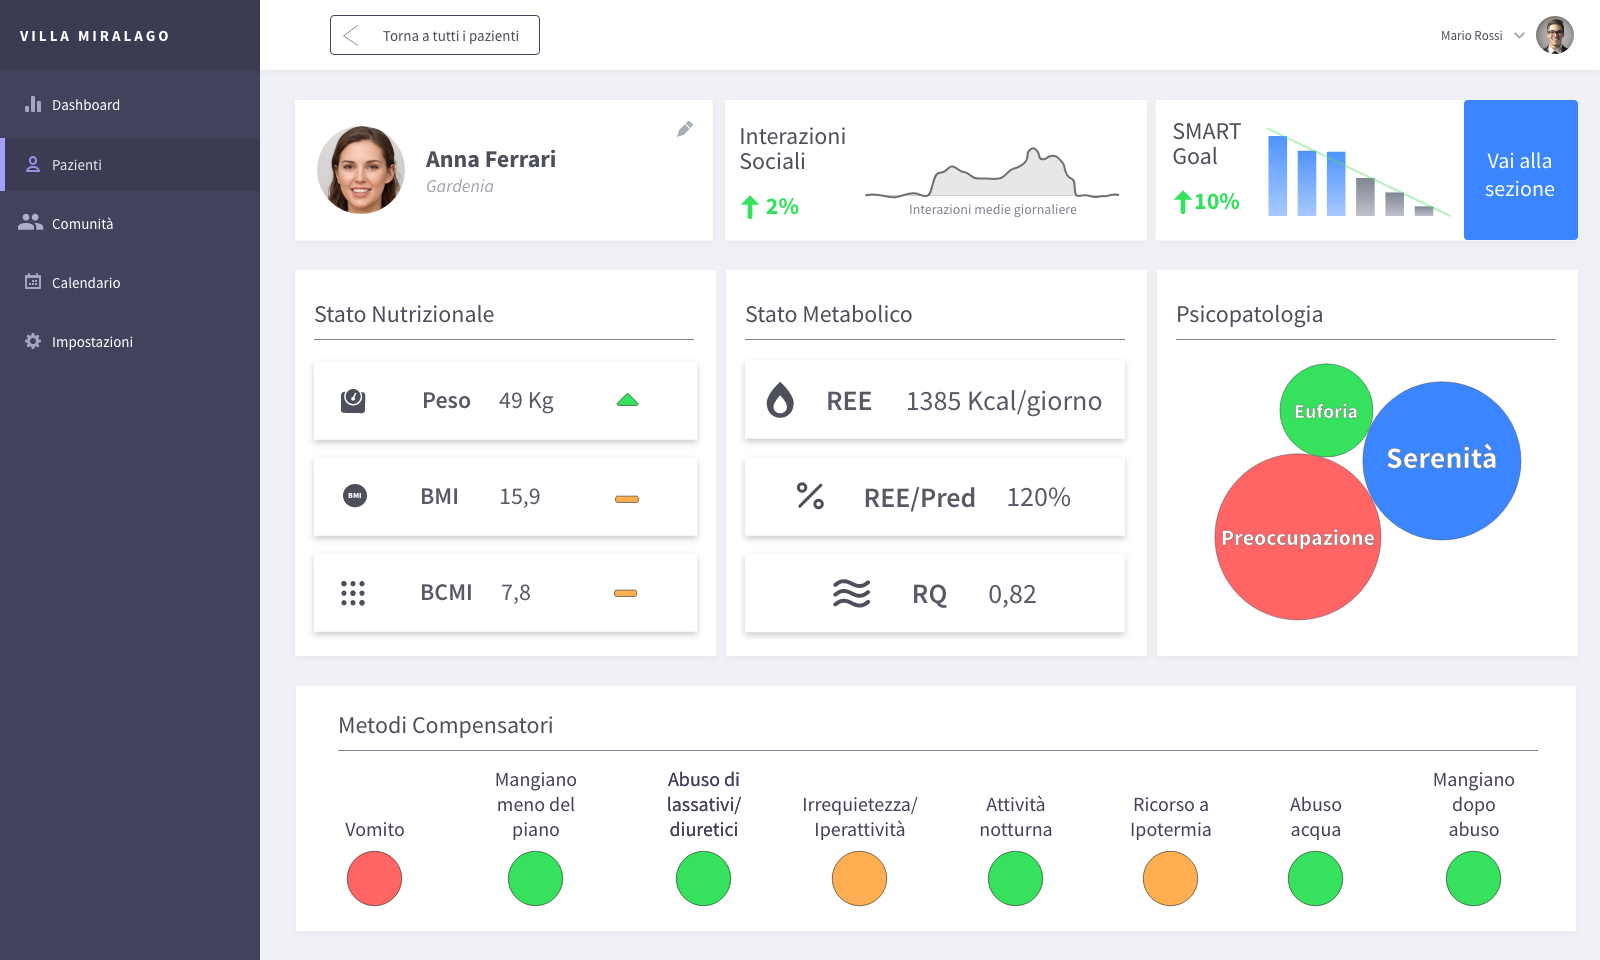 VILLA MIRALAGO
Torna a tutti i pazienti
Mario Rossi
Dashboard
Pazienti
Comunità
Calendario
Impostazioni
Anna Ferrari
Gardenia
Interazioni
Sociali
2%
Interazioni medie giornaliere
SMART
Goal
10%
Vai alla
sezione
Stato Nutrizionale
Peso 49 Kg
BMI BMI 15,9
BCMI 7,8
Stato Metabolico
REE 1385 Kcal/giorno
REE/Pred 120%
RQ 0,82
Psicopatologia
Euforia
Serenità
Preoccupazione
Metodi Compensatori
Vomito
Mangiano
meno del
piano
Abuso di
lassativi/
diuretici
Irrequietezza/
Iperattività
Attività
notturna
Ricorso a
Ipotermia
Abuso
acqua
Mangiano
dopo
abuso